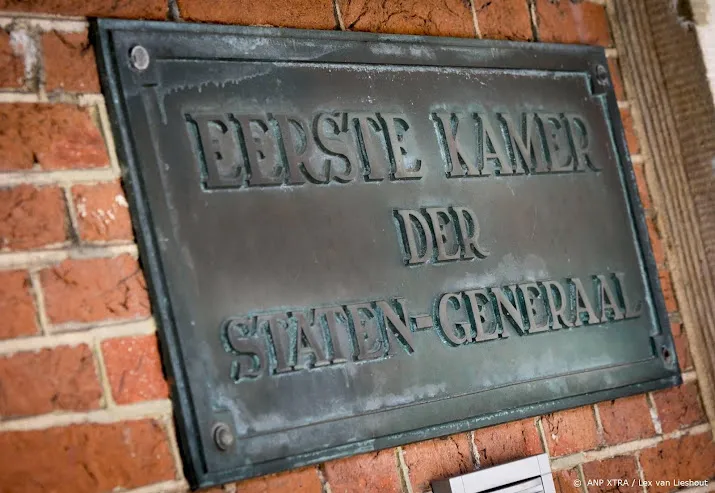 EERSTE KAMER
DER
STATEN-GENERAAL
© ANP XTRA / Lex van Lieshout